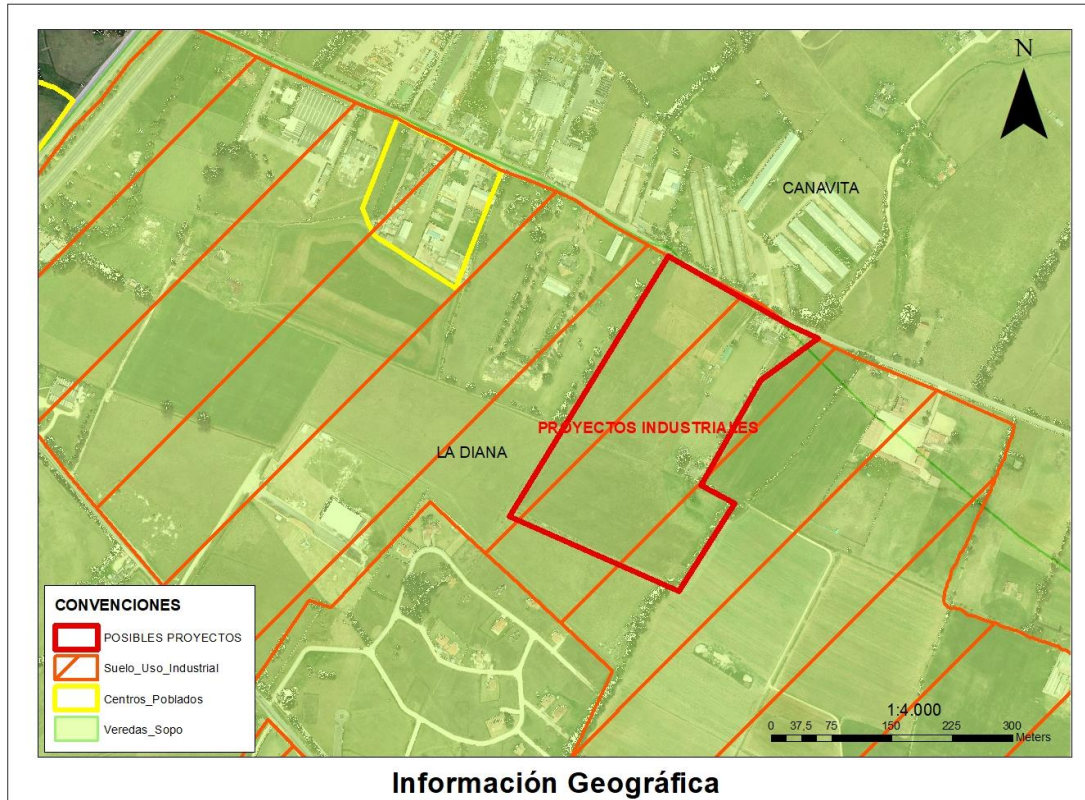 N
CANAVITA
PROYECTOS INDUSTRIALES
LA DIANA
CONVENCIONES
POSIBLES PROYECTOS
Suelo_Uso_Industrial
Centros_Poblados
Veredas_Sopo
1:4.000
0 37,5 75 150 225 300
Meters
Información Geográfica